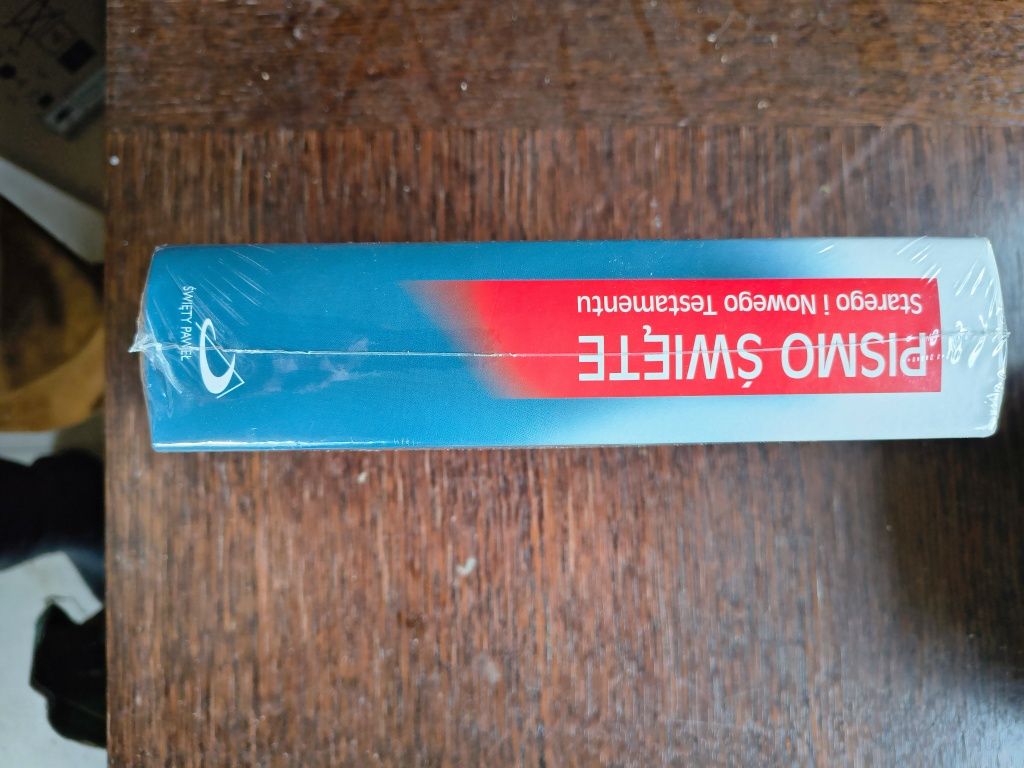 PISMO ŚWIĘTE
Starego i Nowego Testamentu
ŚWIĘTY PAWEŁ